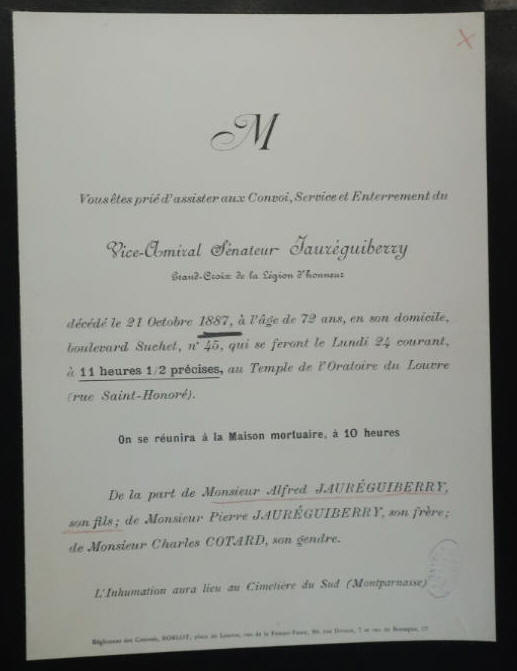 M
Vous êtes prié d'assister aux Convoi, Service et Enterrement du
Vice-Amiral Sénateur Jauréguiberry
Grand-Croix de la Légion d'honneur
décédé le 21 Octobre 1887, à l'âge de 72 ans, en son domicile,
boulevard Suchet, n° 45, qui se feront le Lundi 24 courant,
à 11 heures 1/2 précises, au Temple de l'Oratoire du Louvre
(rue Saint-Honoré).
On se réunira à la Maison mortuaire, à 10 heures
De la part de Monsieur Alfred JAURÉGUIBERRY,
son fils; de Monsieur Pierre JAURÉGUIBERRY, son frère;
de Monsieur Charles COTARD, son gendre.
L'Inhumation aura lieu au Cimetière du Sud (Montparnasse)
Règlement des Convois,